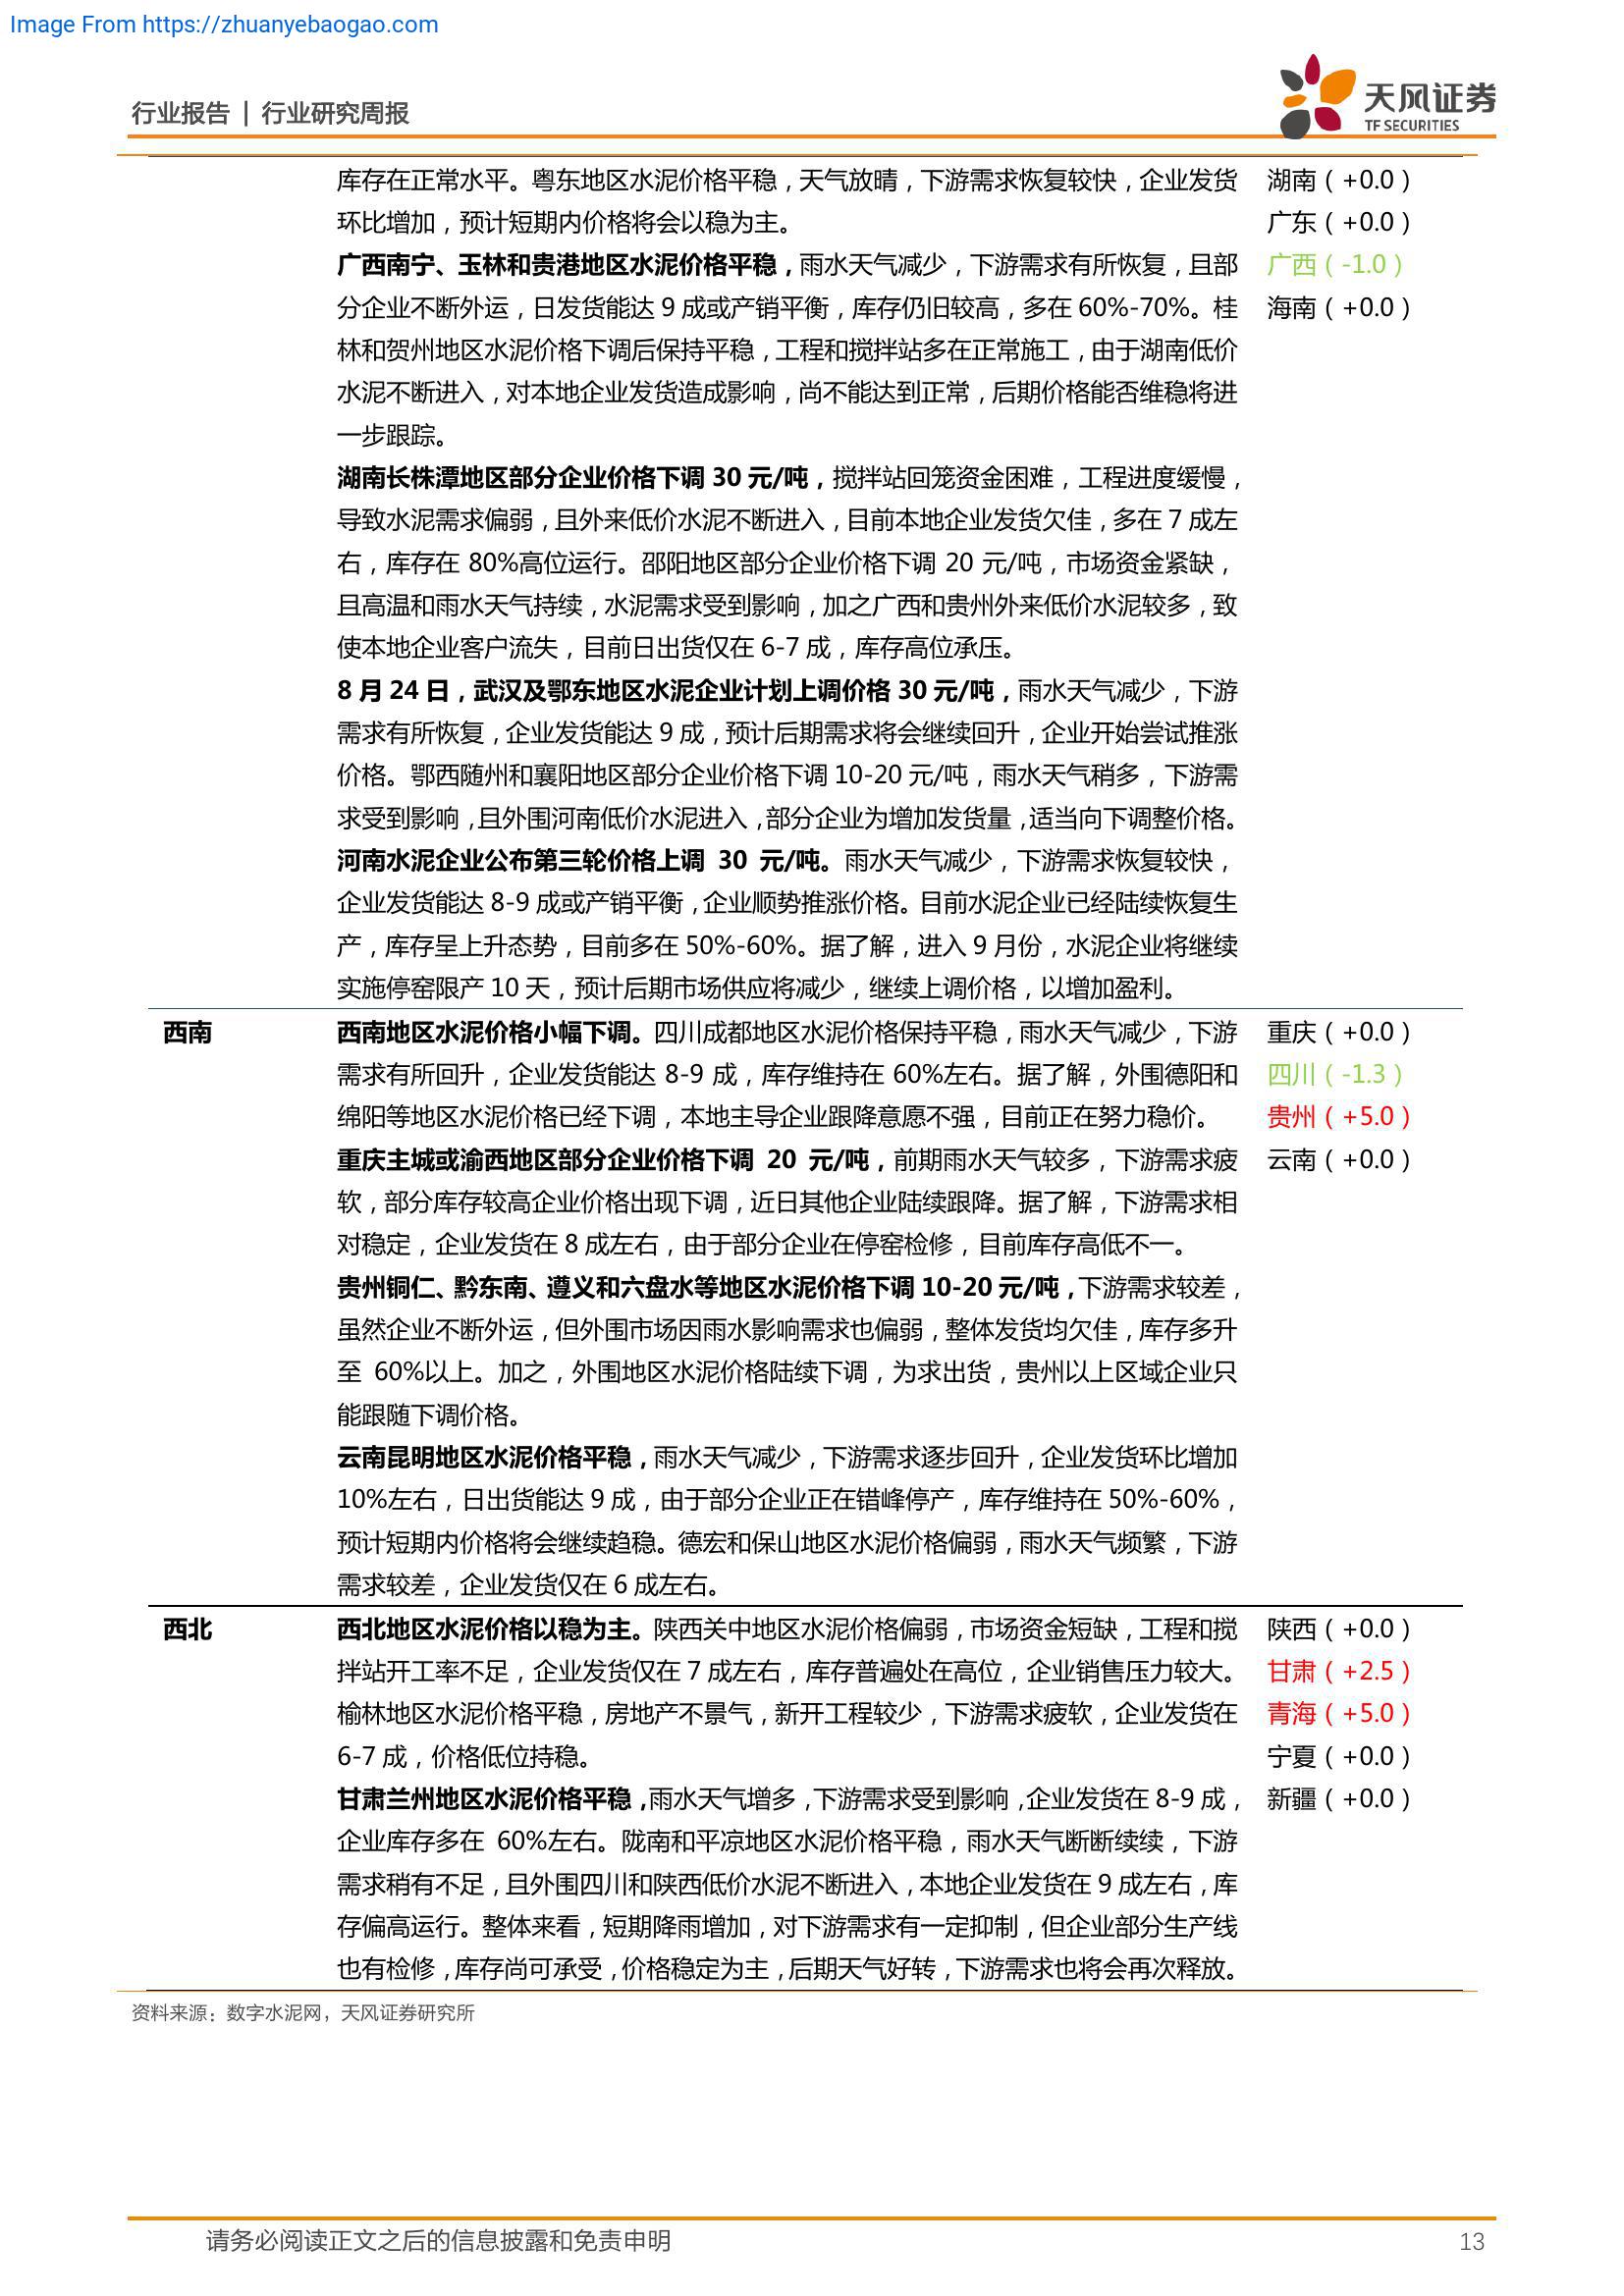 Image From https://zhuanyebaogao.com
行业报告 | 行业研究周报
天风证券
TF SECURITIES
库存在正常水平。粤东地区水泥价格平稳，天气放晴，下游需求恢复较快，企业发货
环比增加，预计短期内价格将会以稳为主。
广西南宁、玉林和贵港地区水泥价格平稳，雨水天气减少，下游需求有所恢复，且部
分企业不断外运，日发货能达 9 成或产销平衡，库存仍旧较高，多在 60%-70%。桂
林和贺州地区水泥价格下调后保持平稳，工程和搅拌站多在正常施工，由于湖南低价
水泥不断进入，对本地企业发货造成影响，尚不能达到正常，后期价格能否维稳将进
一步跟踪。
湖南长株潭地区部分企业价格下调 30 元/吨，搅拌站回笼资金困难，工程进度缓慢，
导致水泥需求偏弱，且外来低价水泥不断进入，目前本地企业发货欠佳，多在 7 成左
右，库存在 80%高位运行。邵阳地区部分企业价格下调 20 元/吨，市场资金紧缺，
且高温和雨水天气持续，水泥需求受到影响，加之广西和贵州外来低价水泥较多，致
使本地企业客户流失，目前日出货仅在 6-7 成，库存高位承压。
8 月 24 日，武汉及鄂东地区水泥企业计划上调价格 30 元/吨，雨水天气减少，下游
需求有所恢复，企业发货能达 9 成，预计后期需求将会继续回升，企业开始尝试推涨
价格。鄂西随州和襄阳地区部分企业价格下调 10-20 元/吨，雨水天气稍多，下游需
求受到影响，且外围河南低价水泥进入，部分企业为增加发货量，适当向下调整价格。
河南水泥企业公布第三轮价格上调 30 元/吨。雨水天气减少，下游需求恢复较快，
企业发货能达 8-9 成或产销平衡，企业顺势推涨价格。目前水泥企业已经陆续恢复生
产，库存呈上升态势，目前多在 50%-60%。据了解，进入 9 月份，水泥企业将继续
实施停窑限产 10 天，预计后期市场供应将减少，继续上调价格，以增加盈利。
湖南（+0.0）
广东（+0.0）
广西（-1.0）
海南（+0.0）
西南
西南地区水泥价格小幅下调。四川成都地区水泥价格保持平稳，雨水天气减少，下游
需求有所回升，企业发货能达 8-9 成，库存维持在 60%左右。据了解，外围德阳和
绵阳等地区水泥价格已经下调，本地主导企业跟降意愿不强，目前正在努力稳价。
重庆主城或渝西地区部分企业价格下调 20 元/吨，前期雨水天气较多，下游需求疲
软，部分库存较高企业价格出现下调，近日其他企业陆续跟降。据了解，下游需求相
对稳定，企业发货在 8 成左右，由于部分企业在停窑检修，目前库存高低不一。
贵州铜仁、黔东南、遵义和六盘水等地区水泥价格下调 10-20 元/吨，下游需求较差，
虽然企业不断外运，但外围市场因雨水影响需求也偏弱，整体发货均欠佳，库存多升
至 60%以上。加之，外围地区水泥价格陆续下调，为求出货，贵州以上区域企业只
能跟随下调价格。
云南昆明地区水泥价格平稳，雨水天气减少，下游需求逐步回升，企业发货环比增加
10%左右，日出货能达 9 成，由于部分企业正在错峰停产，库存维持在 50%-60%，
预计短期内价格将会继续趋稳。德宏和保山地区水泥价格偏弱，雨水天气频繁，下游
需求较差，企业发货仅在 6 成左右。
重庆（+0.0）
四川（-1.3）
贵州（+5.0）
云南（+0.0）
西北
西北地区水泥价格以稳为主。陕西关中地区水泥价格偏弱，市场资金短缺，工程和搅
拌站开工率不足，企业发货仅在 7 成左右，库存普遍处在高位，企业销售压力较大。
榆林地区水泥价格平稳，房地产不景气，新开工程较少，下游需求疲软，企业发货在
6-7 成，价格低位持稳。
甘肃兰州地区水泥价格平稳，雨水天气增多，下游需求受到影响，企业发货在 8-9 成，
企业库存多在 60%左右。陇南和平凉地区水泥价格平稳，雨水天气断断续续，下游
需求稍有不足，且外围四川和陕西低价水泥不断进入，本地企业发货在 9 成左右，库
存偏高运行。整体来看，短期降雨增加，对下游需求有一定抑制，但企业部分生产线
也有检修，库存尚可承受，价格稳定为主，后期天气好转，下游需求也将会再次释放。
陕西（+0.0）
甘肃（+2.5）
青海（+5.0）
宁夏（+0.0）
新疆（+0.0）
资料来源：数字水泥网，天风证券研究所
请务必阅读正文之后的信息披露和免责申明
13